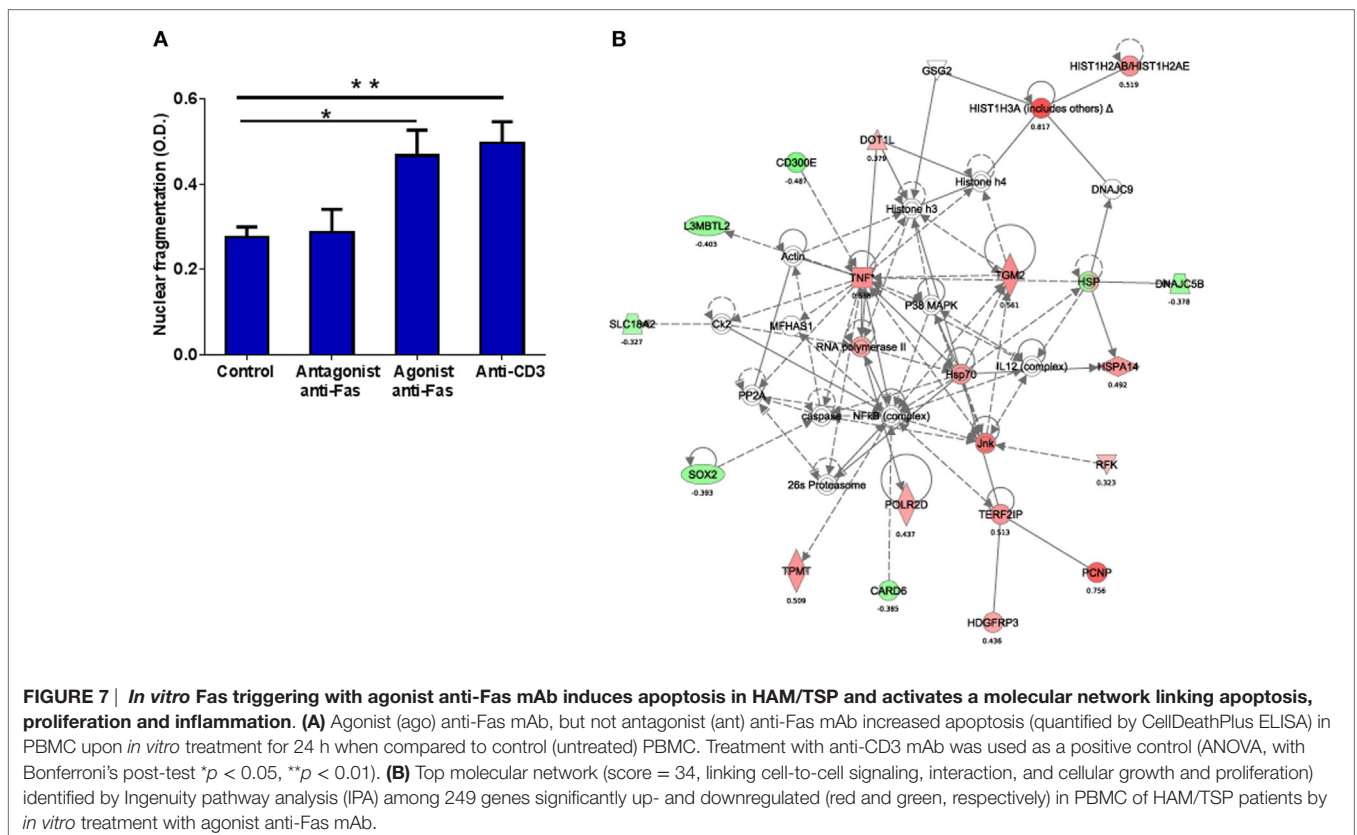 A
* *
*
Nuclear fragmentation (O.D.)
0.6
0.4
0.2
0.0
Control
Antagonist
anti-Fas
Agonist
anti-Fas
Anti-CD3
B
GSG2
HIST1H2AB/HIST1H2AE
0.519
HIST1H3A (includes others) Δ
0.817
DOT1L
0.379
CD300E
-0.487
Histone h4
DNAJC9
Histone h3
L3MBTL2
-0.403
Actin
TNF
TGM2
0.561
HSP
DNAJC5B
-0.378
P38 MAPK
SLC18A2
-0.327
Ck2
MFHAS1
RNA polymerase II
Hsp70
IL12 (complex)
HSPA14
0.492
PP2A
caspase
NFkB (complex)
Jnk
RFK
0.323
SOX2
-0.393
26s Proteasome
POLR2D
0.437
TERF2IP
0.513
TPMT
0.509
CARD6
-0.385
PCNP
0.756
HDGFRP3
0.436
FIGURE 7 | In vitro Fas triggering with agonist anti-Fas mAb induces apoptosis in HAM/TSP and activates a molecular network linking apoptosis,
proliferation and inflammation. (A) Agonist (ago) anti-Fas mAb, but not antagonist (ant) anti-Fas mAb increased apoptosis (quantified by CellDeathPlus ELISA) in
PBMC upon in vitro treatment for 24 h when compared to control (untreated) PBMC. Treatment with anti-CD3 mAb was used as a positive control (ANOVA, with
Bonferroni's post-test *p < 0.05, **p < 0.01). (B) Top molecular network (score = 34, linking cell-to-cell signaling, interaction, and cellular growth and proliferation)
identified by Ingenuity pathway analysis (IPA) among 249 genes significantly up- and downregulated (red and green, respectively) in PBMC of HAM/TSP patients by
in vitro treatment with agonist anti-Fas mAb.